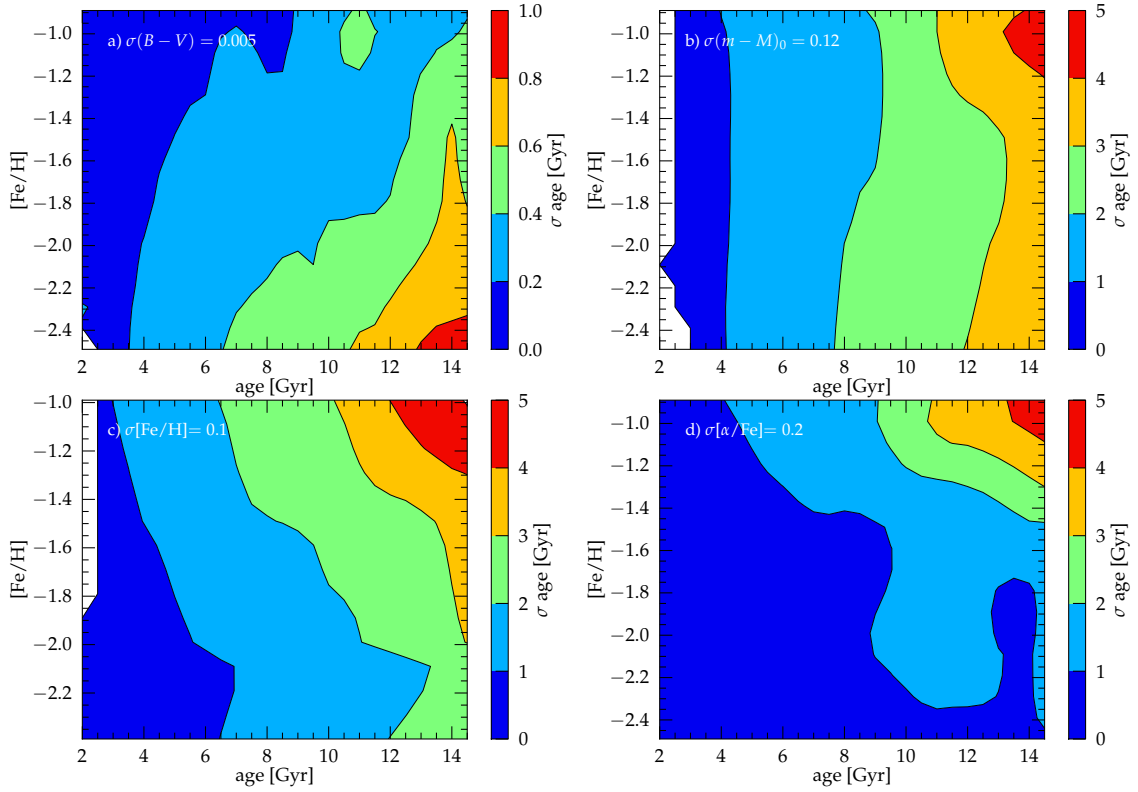 a) σ(B − V) = 0.005
−1.0
−1.2
−1.4
−1.6
−1.8
−2.0
−2.2
−2.4
[Fe/H]
2 4 6 8 10 12 14
age [Gyr]
1.0
0.8
0.6
0.4
0.2
0.0
σ age [Gyr]
b) σ(m − M)₀ = 0.12
−1.0
−1.2
−1.4
−1.6
−1.8
−2.0
−2.2
−2.4
[Fe/H]
2 4 6 8 10 12 14
age [Gyr]
5
4
3
2
1
0
σ age [Gyr]
c) σ[Fe/H]= 0.1
−1.0
−1.2
−1.4
−1.6
−1.8
−2.0
−2.2
[Fe/H]
2 4 6 8 10 12 14
age [Gyr]
5
4
3
2
1
0
σ age [Gyr]
d) σ[α/Fe]= 0.2
−1.0
−1.2
−1.4
−1.6
−1.8
−2.0
−2.2
−2.4
[Fe/H]
2 4 6 8 10 12 14
age [Gyr]
5
4
3
2
1
0
σ age [Gyr]